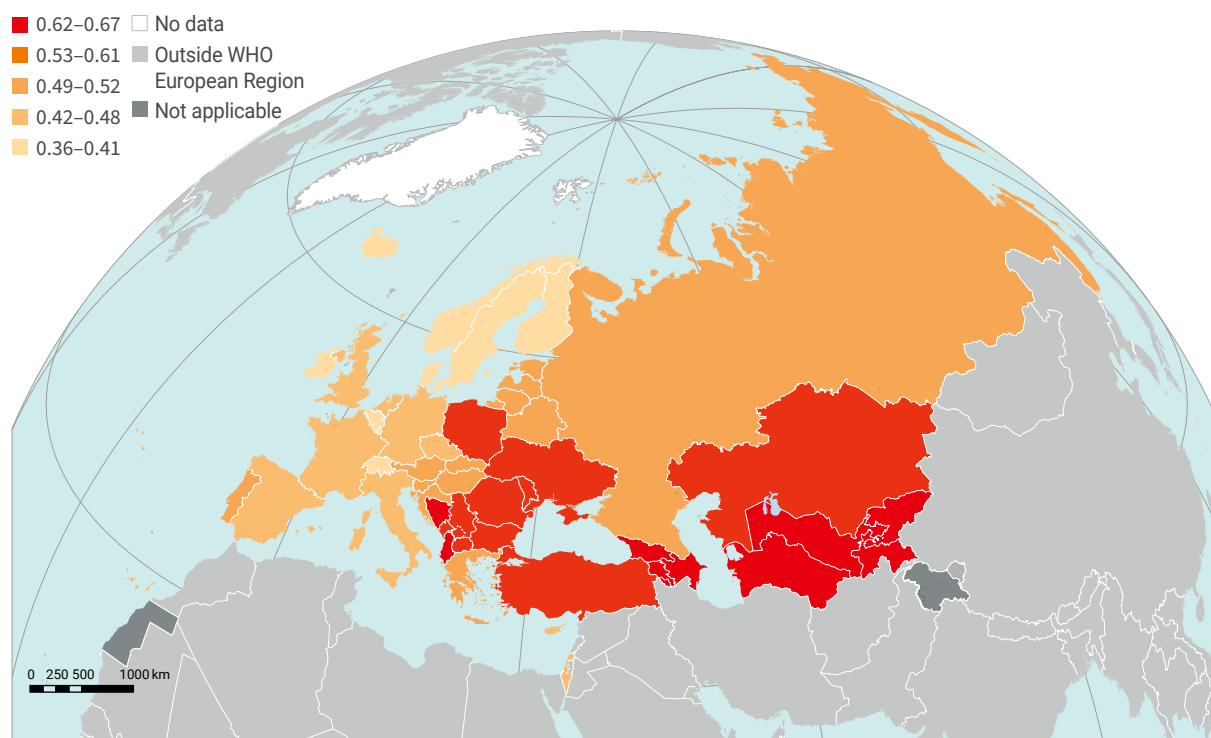 0.62–0.67
0.53–0.61
0.49–0.52
0.42–0.48
0.36–0.41
No data
Outside WHO
European Region
Not applicable
0 250 500 1000 km